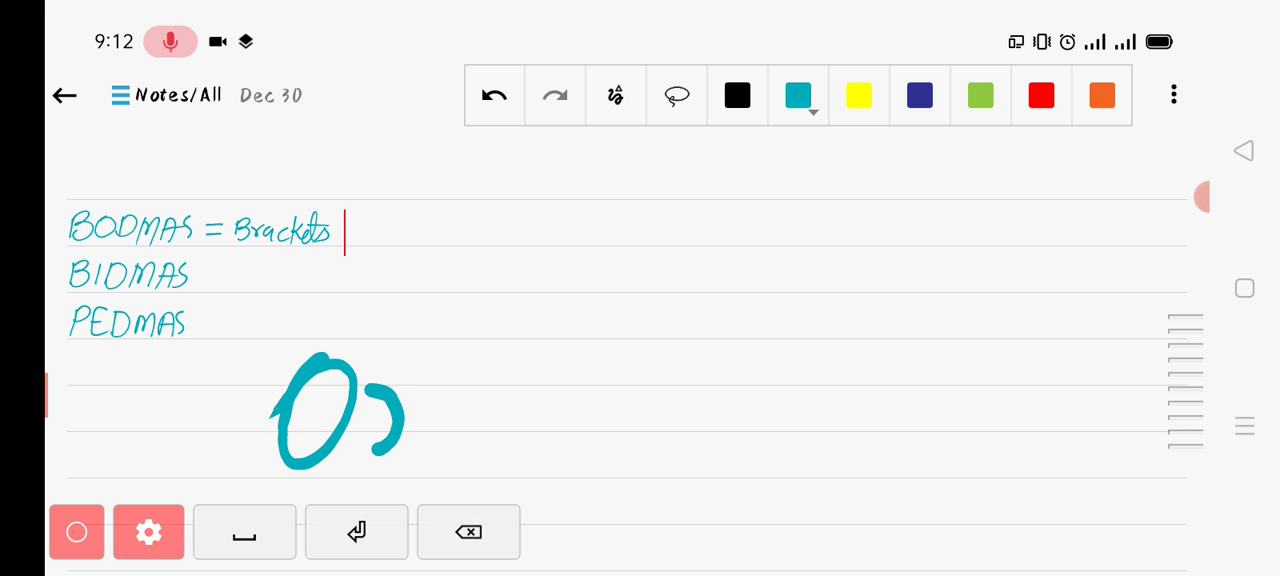 9:12
Notes/All Dec 30
BODMAS = Brackets
BIDMAS
PEDMAS